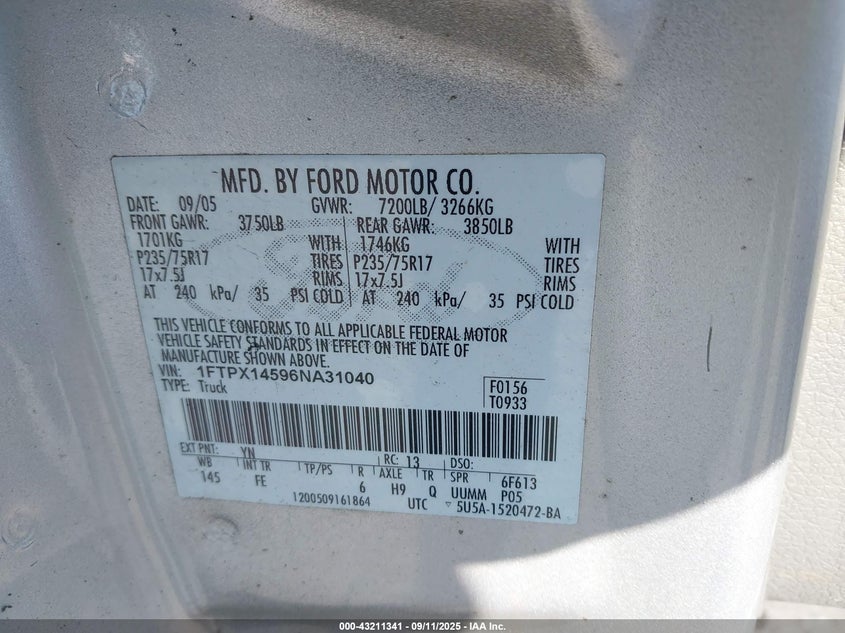 MFD. BY FORD MOTOR CO.
DATE: 09/05 GVWR: 7200LB/ 3266KG
FRONT GAWR: 3750LB REAR GAWR: 3850LB
1701KG WITH 1746KG WITH
P235/75R17 TIRES P235/75R17 TIRES
17x7.5J RIMS 17x7.5J RIMS
AT 240 kPa/ 35 PSI COLD AT 240 kPa/ 35 PSI COLD
THIS VEHICLE CONFORMS TO ALL APPLICABLE FEDERAL MOTOR
VEHICLE SAFETY STANDARDS IN EFFECT ON THE DATE OF
MANUFACTURE SHOWN ABOVE.
VIN: 1FTPX14596NA31040
TYPE: Truck
F0156
T0933
EXT PNT: YN RC: 13 DSO:
WB INT TR TP/PS R AXLE TR SPR 6F613
145 FE 6 H9 Q UUMM P05
1200509161864 UTC ▽ 5U5A-1520472-BA
Ford
000-43211341 - 09/11/2025 - IAA Inc.